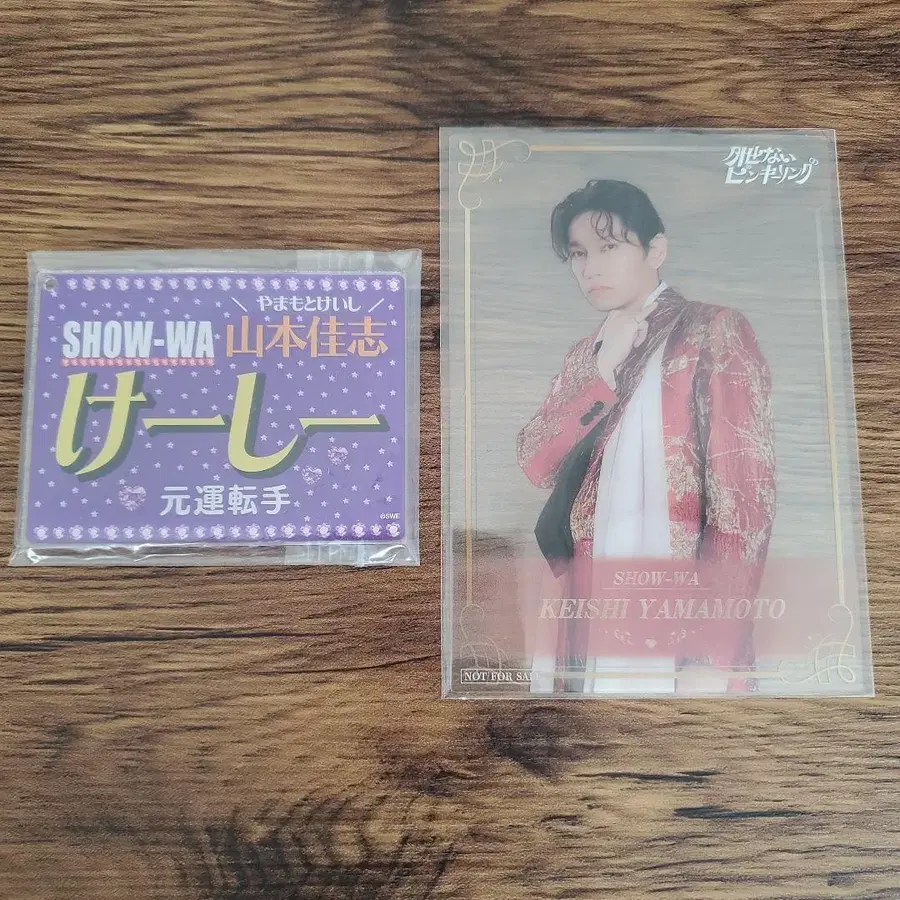 ＼ やまもとけいし ／
SHOW-WA 山本佳志
けーしー
元運転手
©SWE
外せない
ピンキーリング
SHOW-WA
KEISHI YAMAMOTO
NOT FOR SALE